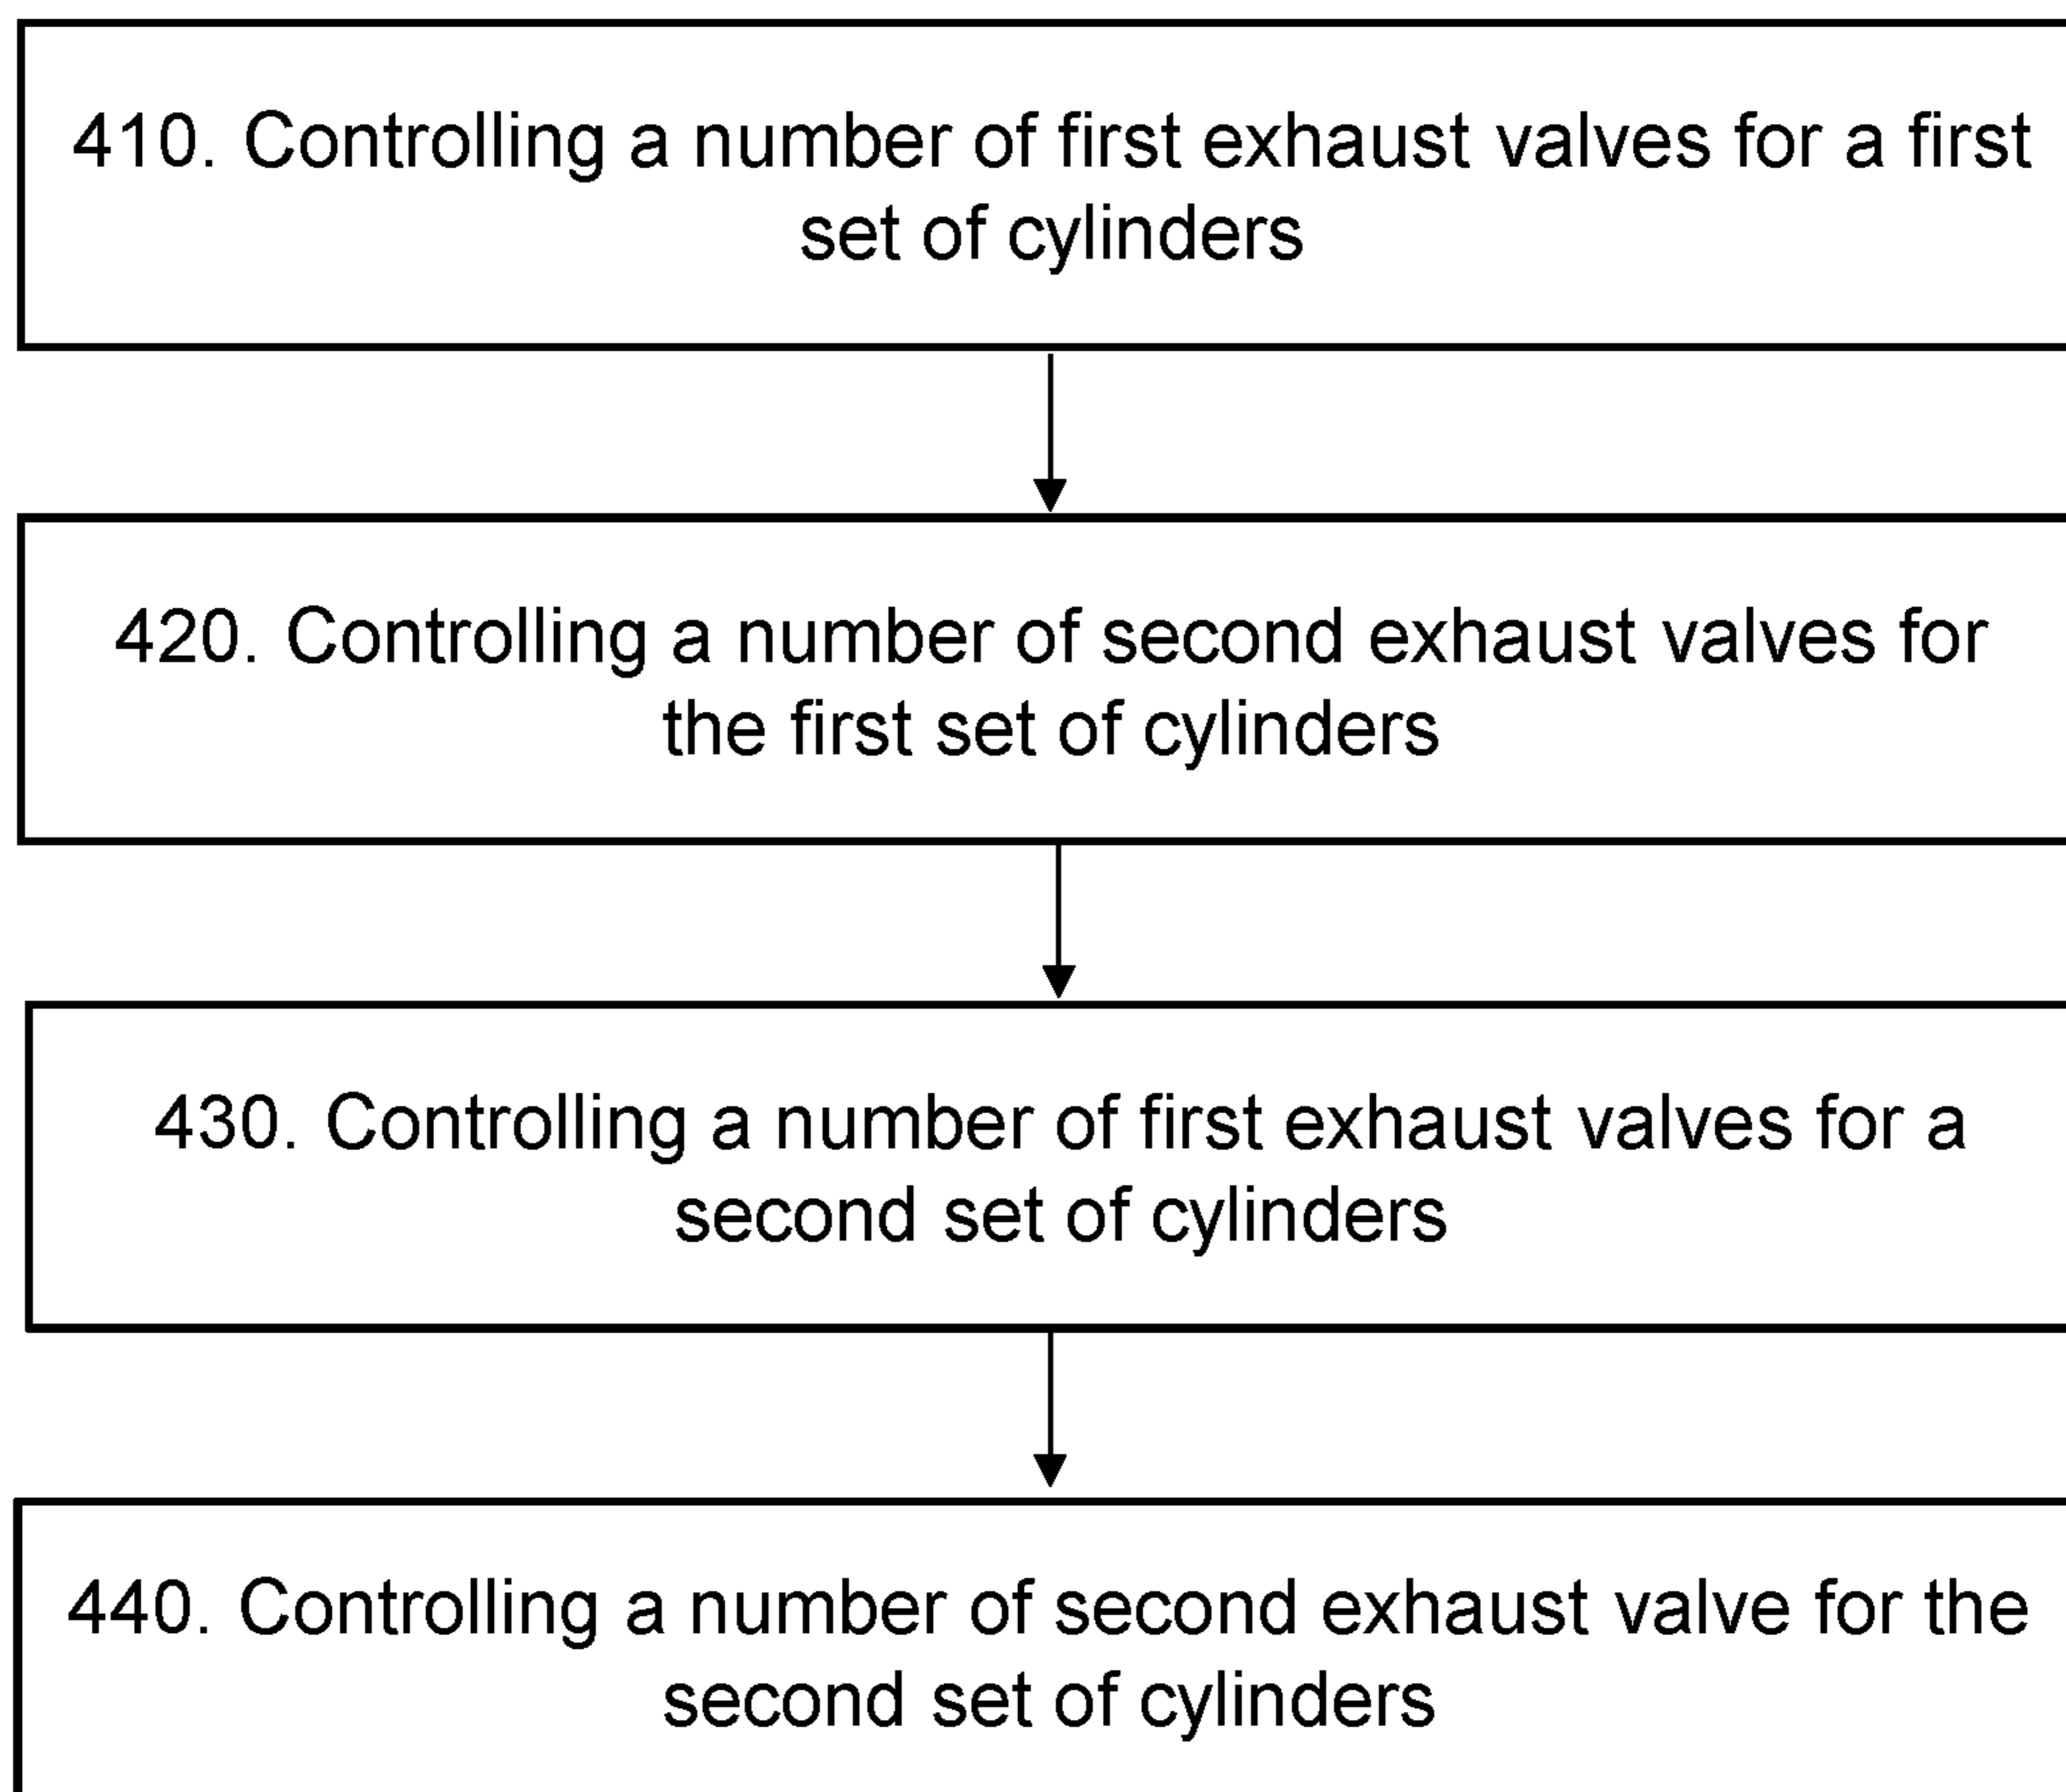 410. Controlling a number of first exhaust valves for a first
set of cylinders
420. Controlling a number of second exhaust valves for
the first set of cylinders
430. Controlling a number of first exhaust valves for a
second set of cylinders
440. Controlling a number of second exhaust valve for the
second set of cylinders